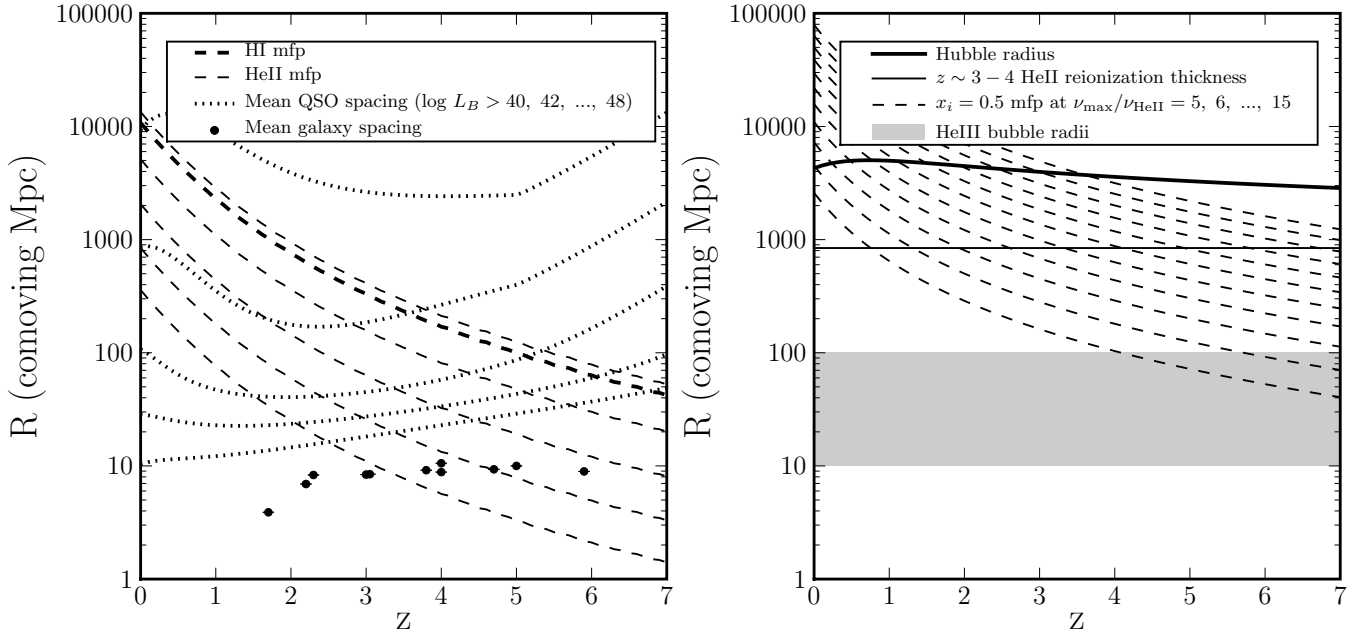 HI mfp
HeII mfp
Mean QSO spacing (log L_B > 40, 42, ..., 48)
Mean galaxy spacing
100000
10000
1000
100
10
1
0 1 2 3 4 5 6 7
z
R (comoving Mpc)
Hubble radius
z ∼ 3 − 4 HeII reionization thickness
x_i = 0.5 mfp at ν_max/ν_HeII = 5, 6, ..., 15
HeIII bubble radii
100000
10000
1000
100
10
1
0 1 2 3 4 5 6 7
z
R (comoving Mpc)